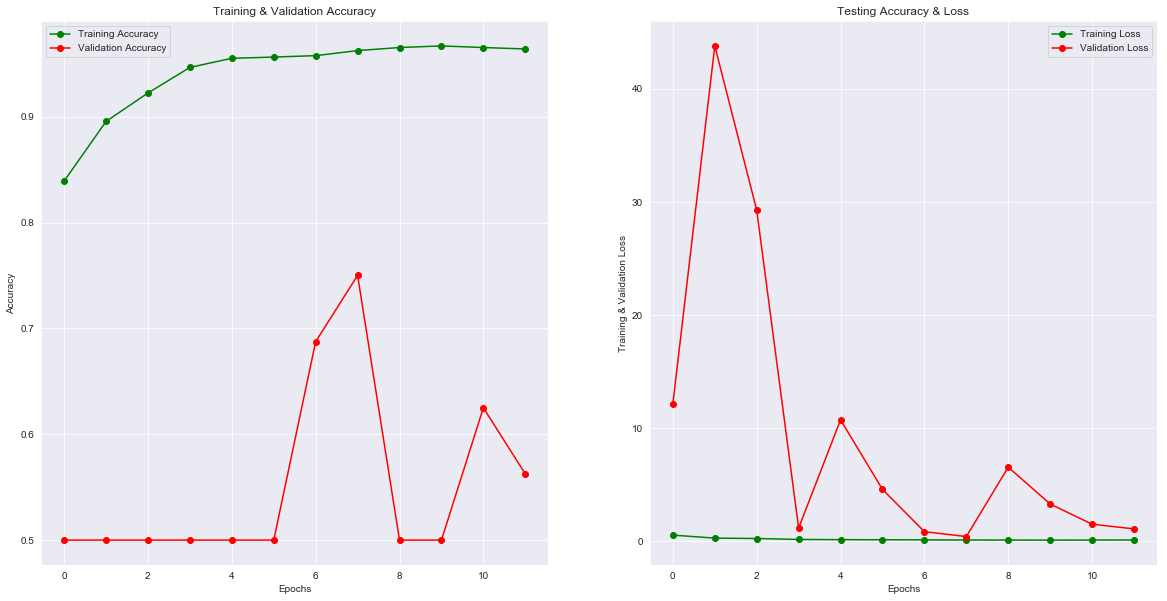 Training & Validation Accuracy
Training Accuracy
Validation Accuracy
0.9
0.8
0.7
0.6
0.5
Accuracy
0 2 4 6 8 10
Epochs
Testing Accuracy & Loss
Training Loss
Validation Loss
40
30
20
10
0
Training & Validation Loss
0 2 4 6 8 10
Epochs